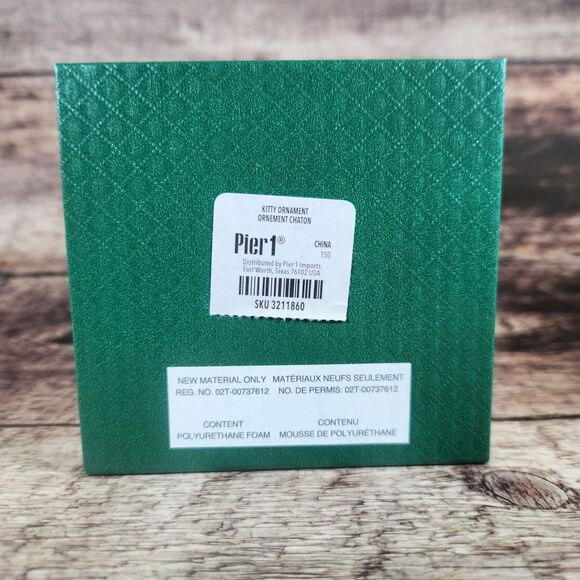 KITTY ORNAMENT
ORNEMENT CHATON
Pier1® CHINA
150
Distributed by Pier 1 Imports
Fort Worth, Texas 76102 USA
SKU 3211860
NEW MATERIAL ONLY MATÉRIAUX NEUFS SEULEMENT
REG. NO. 02T-00737612 NO. DE PERMIS: 02T-00737612
CONTENT CONTENU
POLYURETHANE FOAM MOUSSE DE POLYURÉTHANE